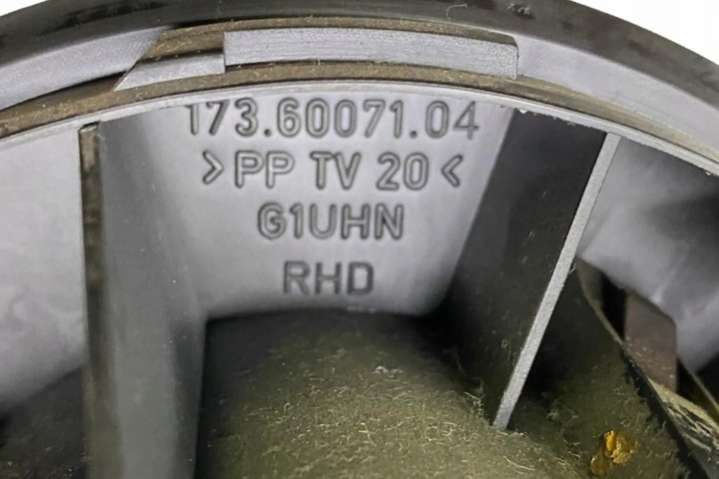 173.60071.04
>PP TV 20<
G1UHN
RHD